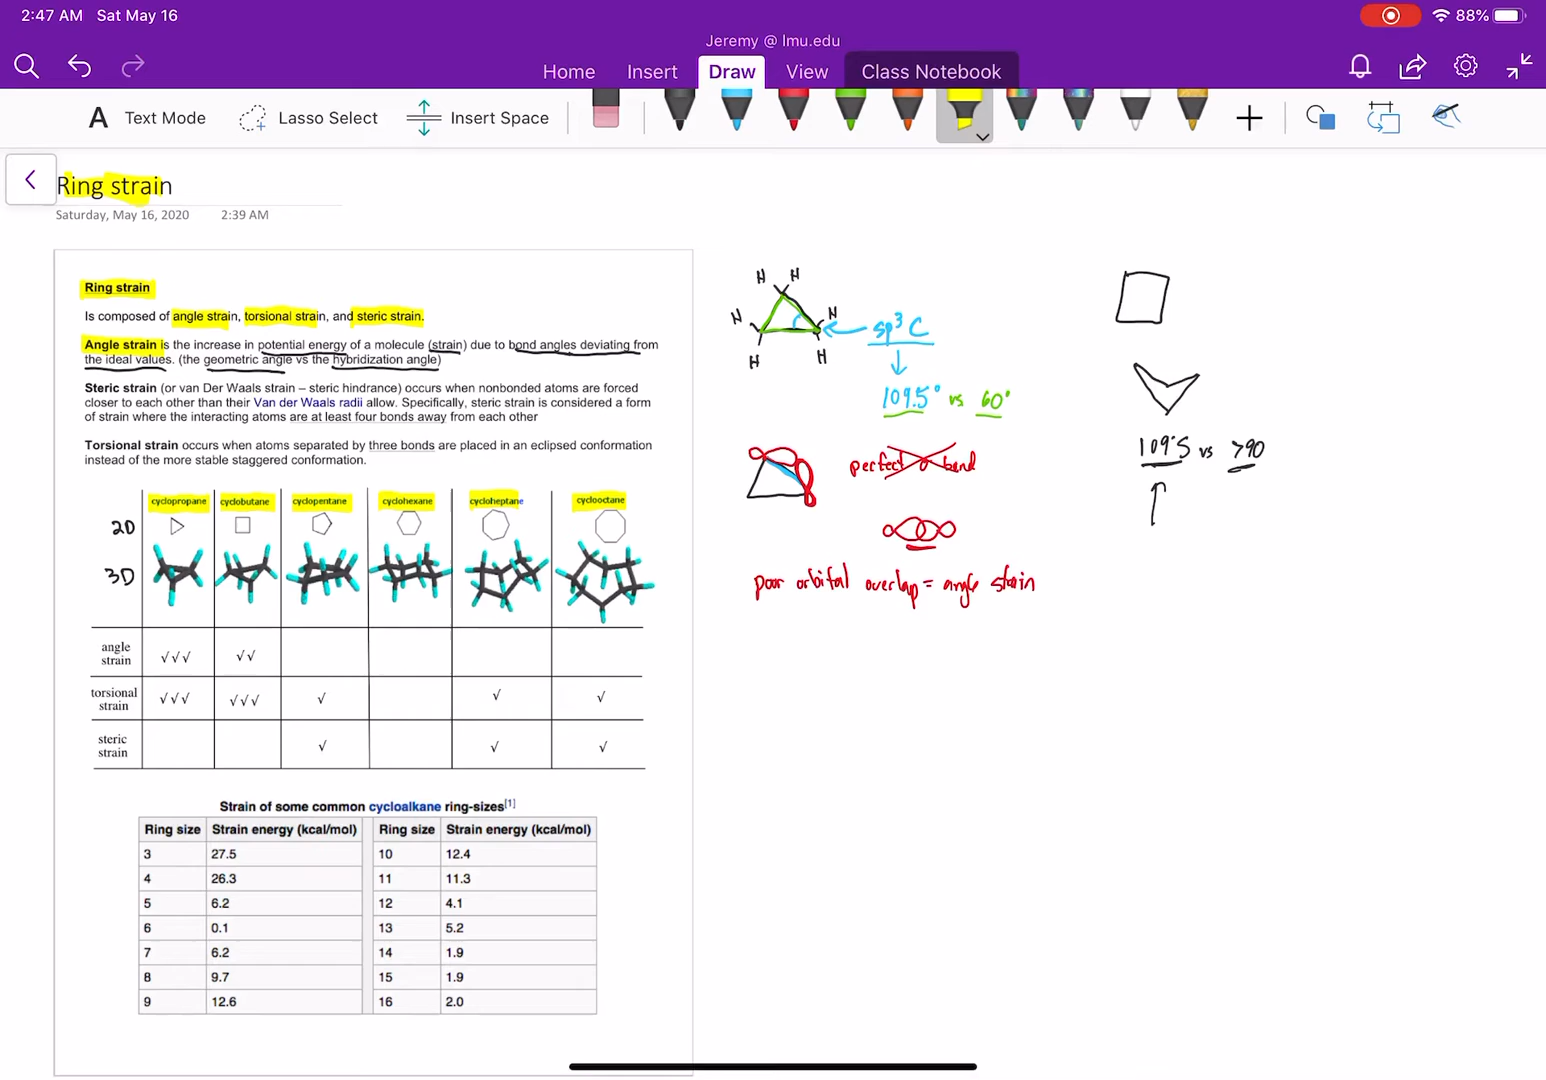 2:47 AM Sat May 16
88%
Jeremy @ lmu.edu
Home Insert Draw View Class Notebook
A Text Mode Lasso Select Insert Space
Ring strain
Saturday, May 16, 2020 2:39 AM
Ring strain
Is composed of angle strain, torsional strain, and steric strain.
Angle strain is the increase in potential energy of a molecule (strain) due to bond angles deviating from
the ideal values. (the geometric angle vs the hybridization angle)
Steric strain (or van Der Waals strain – steric hindrance) occurs when nonbonded atoms are forced
closer to each other than their Van der Waals radii allow. Specifically, steric strain is considered a form
of strain where the interacting atoms are at least four bonds away from each other
Torsional strain occurs when atoms separated by three bonds are placed in an eclipsed conformation
instead of the more stable staggered conformation.
cyclopropane cyclobutane cyclopentane cyclohexane cycloheptane cyclooctane
2D
3D
angle
strain
√√√ √√
torsional
strain
√√√ √√√ √ √ √
steric
strain
√ √ √
Strain of some common cycloalkane ring-sizes[1]
Ring size Strain energy (kcal/mol) Ring size Strain energy (kcal/mol)
3 27.5 10 12.4
4 26.3 11 11.3
5 6.2 12 4.1
6 0.1 13 5.2
7 6.2 14 1.9
8 9.7 15 1.9
9 12.6 16 2.0
H H
H H
H H
sp³ C
109.5° vs 60°
perfect σ bond
poor orbital overlap = angle stain
109.5 vs >90